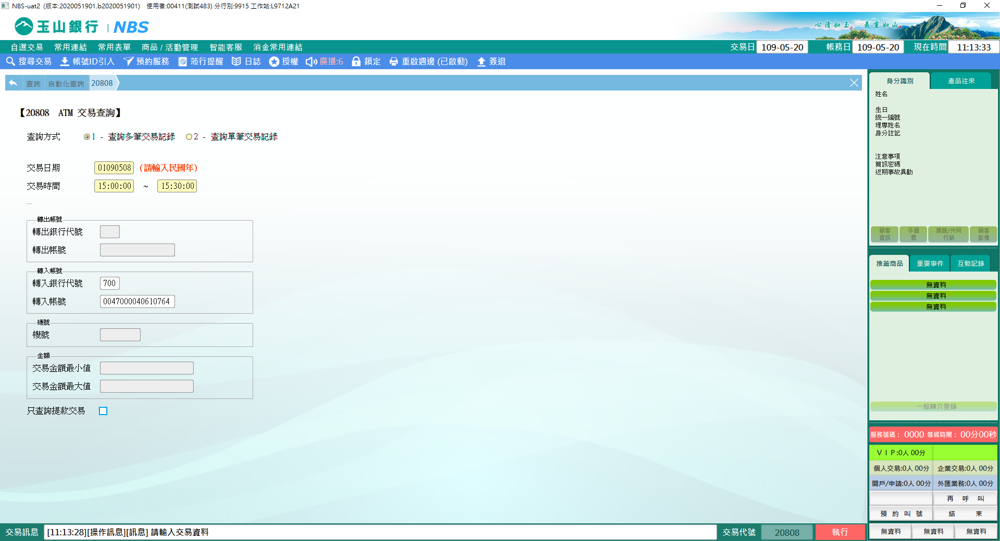 NBS-uat2 (版本:2020051901.b2020051901) 使用者:00411(測試483) 分行別:9915 工作站:L9712A21
玉山銀行 | NBS
心清如玉。義重如山。
自選交易 常用連結 常用表單 商品 / 活動管理 智能客服 消金常用連結 交易日 109-05-20 帳務日 109-05-20 現在時間 11:13:33
搜尋交易 帳號ID引入 預約服務 蒞行提醒 日誌 授權 廣播:6 鎖定 重啟週邊 (已啟動) 簽退
查詢 自動化查詢 20808
【20808 ATM 交易查詢】
查詢方式 1 - 查詢多筆交易記錄 2 - 查詢單筆交易記錄
交易日期 01090508 (請輸入民國年)
交易時間 15:00:00 ~ 15:30:00
轉出帳號
轉出銀行代號
轉出帳號
轉入帳號
轉入銀行代號 700
轉入帳號 0047000040610764
機號
機號
金額
交易金額最小值
交易金額最大值
只查詢提款交易
身分識別 產品往來
姓名
生日
統一編號
理專姓名
身分註記
注意事項
簡訊密碼
近期事故異動
顧客資訊 手續費 通路/共同行銷 顧客影像
推薦商品 重要事件 互動記錄
無資料
無資料
無資料
一般轉介登錄
服務號碼： 0000 等候時間： 00分00秒
ＶＩＰ:0人 00分
個人交易:0人 00分 企業交易:0人 00分
開戶/申請:0人 00分 外匯業務:0人 00分
再 呼 叫
預 約 叫 號 結 束
無資料 無資料 無資料
交易訊息 [11:13:28][操作訊息][訊息] 請輸入交易資料 交易代號 20808 執行